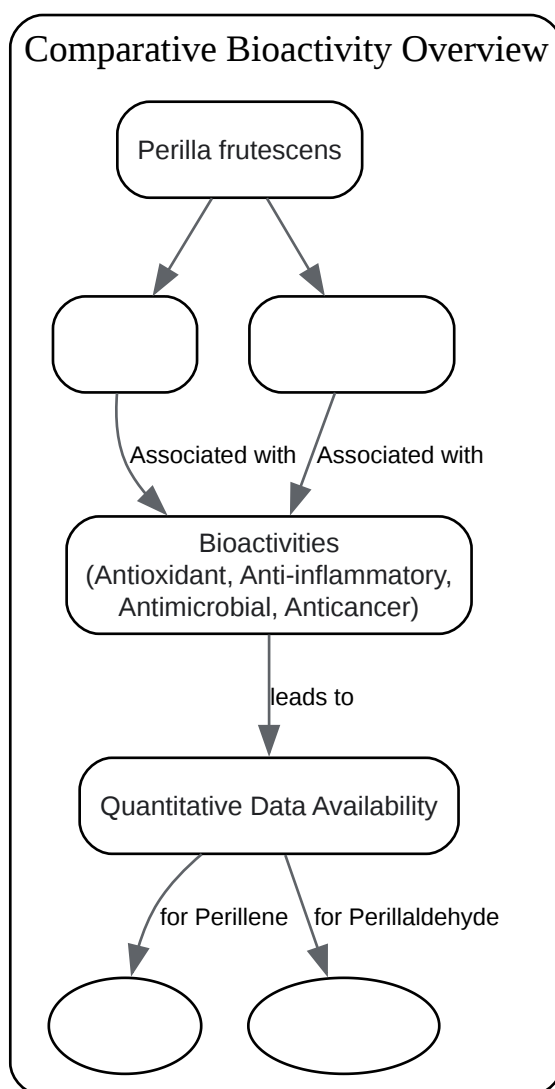 Comparative Bioactivity Overview
Perilla frutescens
Associated with
Associated with
Bioactivities
(Antioxidant, Anti-inflammatory,
Antimicrobial, Anticancer)
leads to
Quantitative Data Availability
for Perillene
for Perillaldehyde